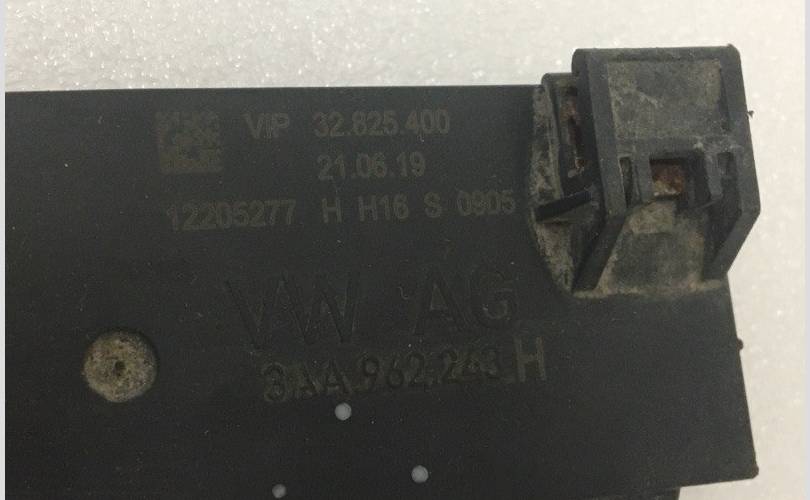 VIP 32.825.400
21.06.19
12205277 H H16 S 0905
VW AG
3AA.962.243 H